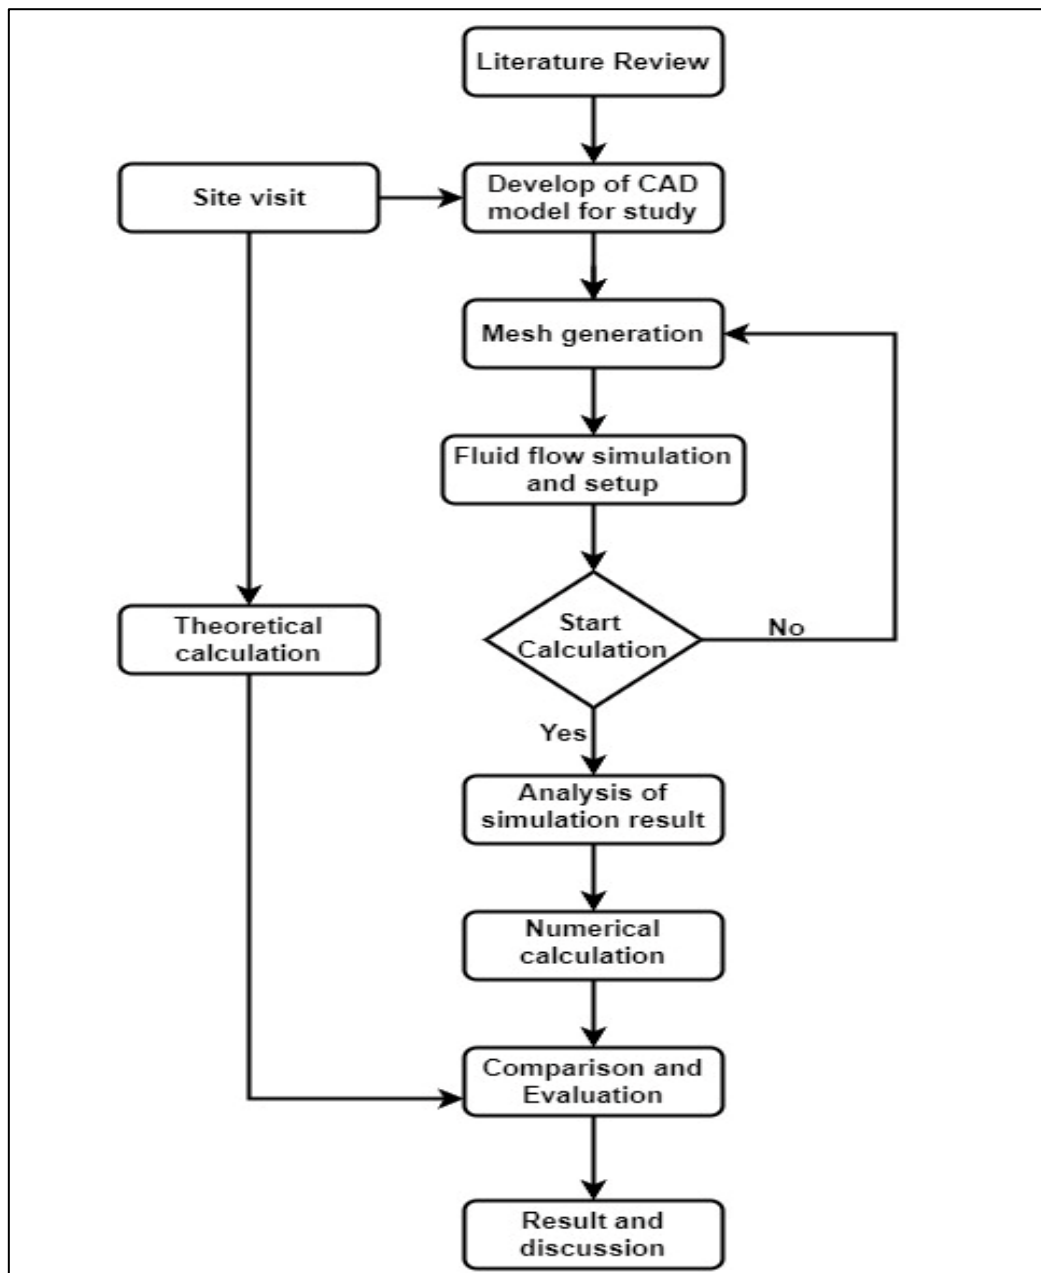 Literature Review
Site visit
Develop of CAD
model for study
Mesh generation
Fluid flow simulation
and setup
Theoretical
calculation
Start
Calculation
No
Yes
Analysis of
simulation result
Numerical
calculation
Comparison and
Evaluation
Result and
discussion